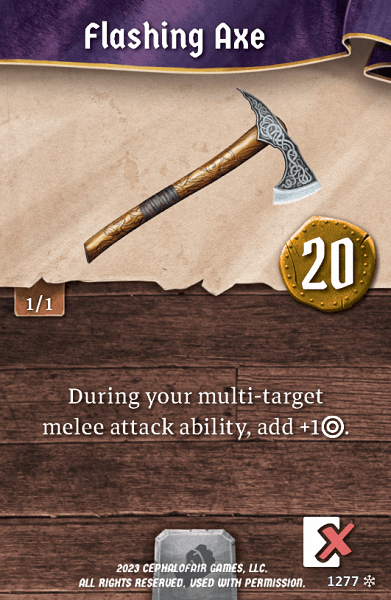 Flashing Axe
20
1/1
During your multi-target
melee attack ability, add +1.
2023 CEPHALOFAIR GAMES, LLC.
ALL RIGHTS RESERVED. USED WITH PERMISSION.
1277